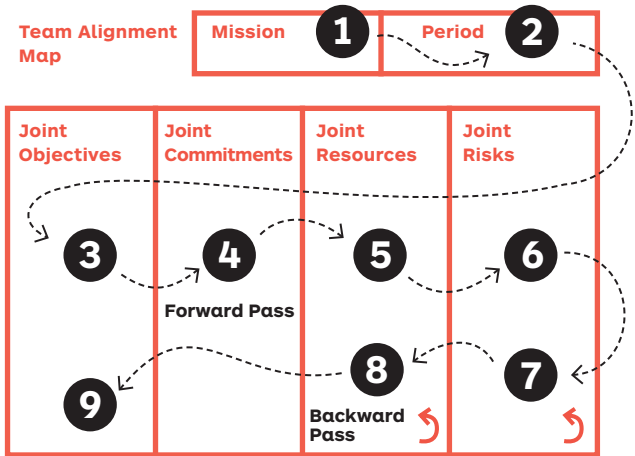 Team Alignment
Map
Mission
1
Period
2
Joint
Objectives
Joint
Commitments
Joint
Resources
Joint
Risks
3
4
5
6
Forward Pass
7
8
9
Backward
Pass